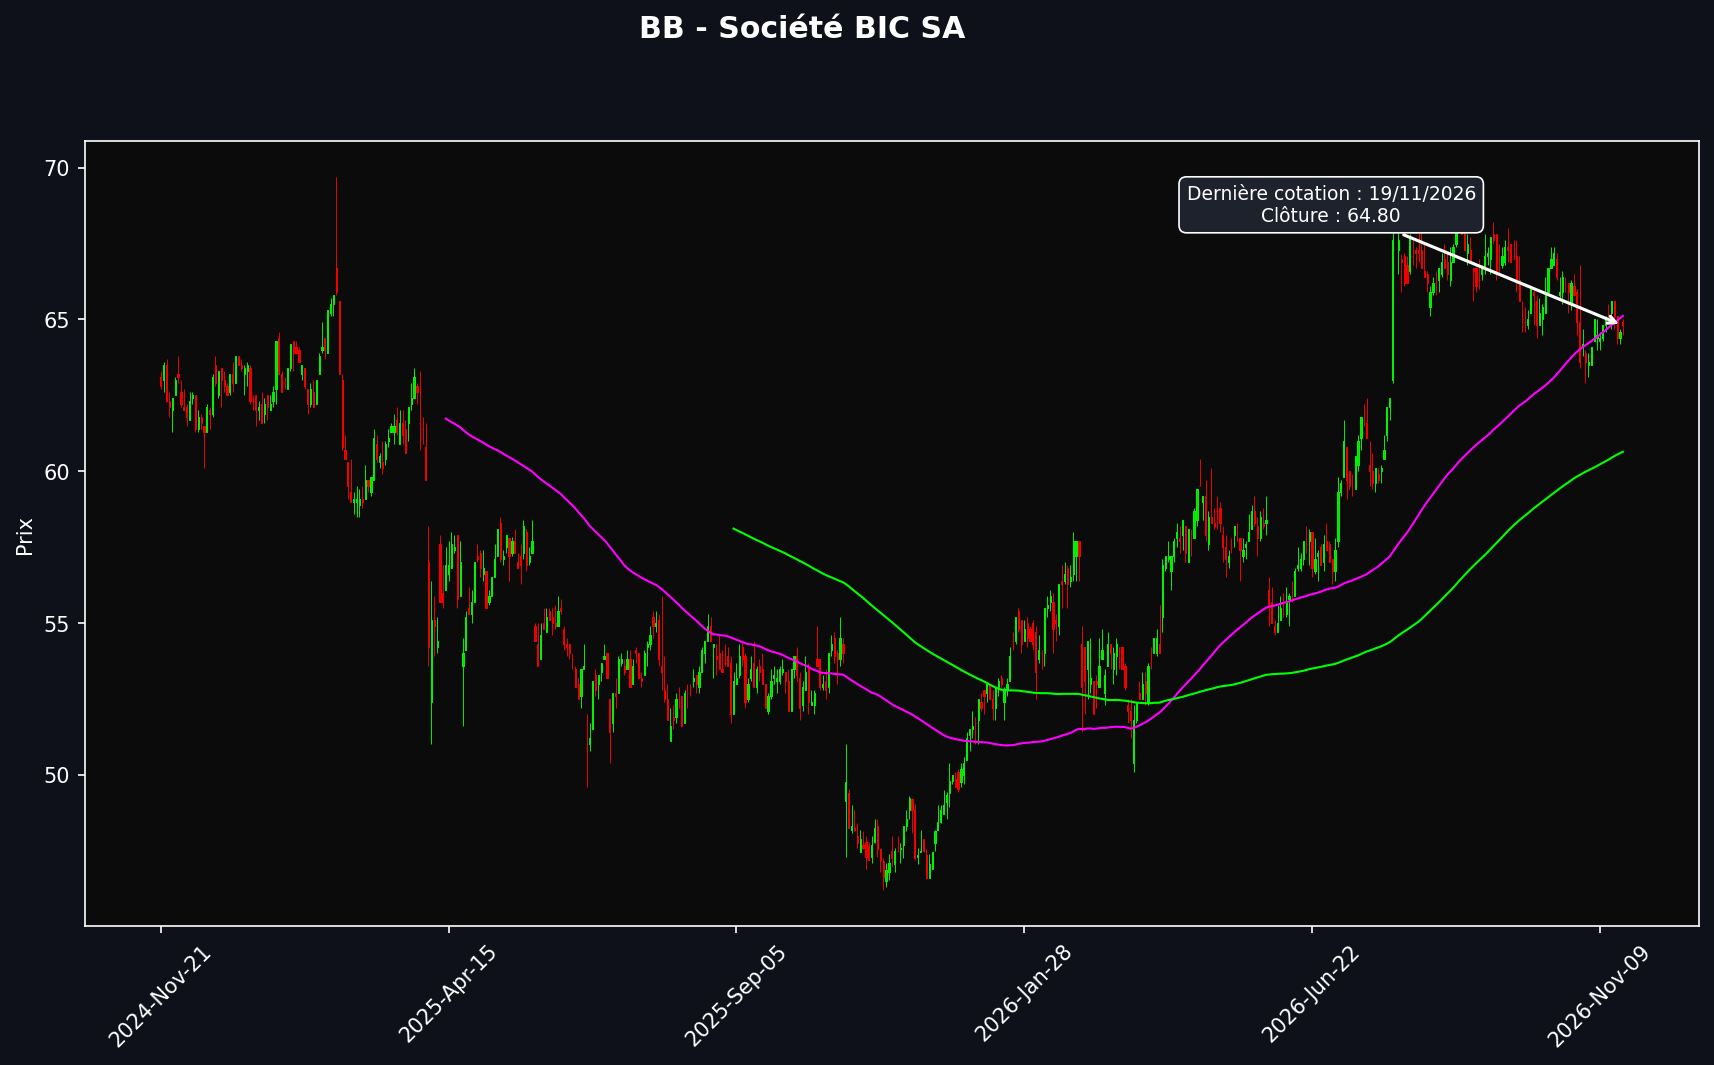 BB - Société BIC SA
Dernière cotation : 19/11/2026
Clôture : 64.80
Prix
70
65
60
55
50
2024-Nov-21
2025-Apr-15
2025-Sep-05
2026-Jan-28
2026-Jun-22
2026-Nov-09